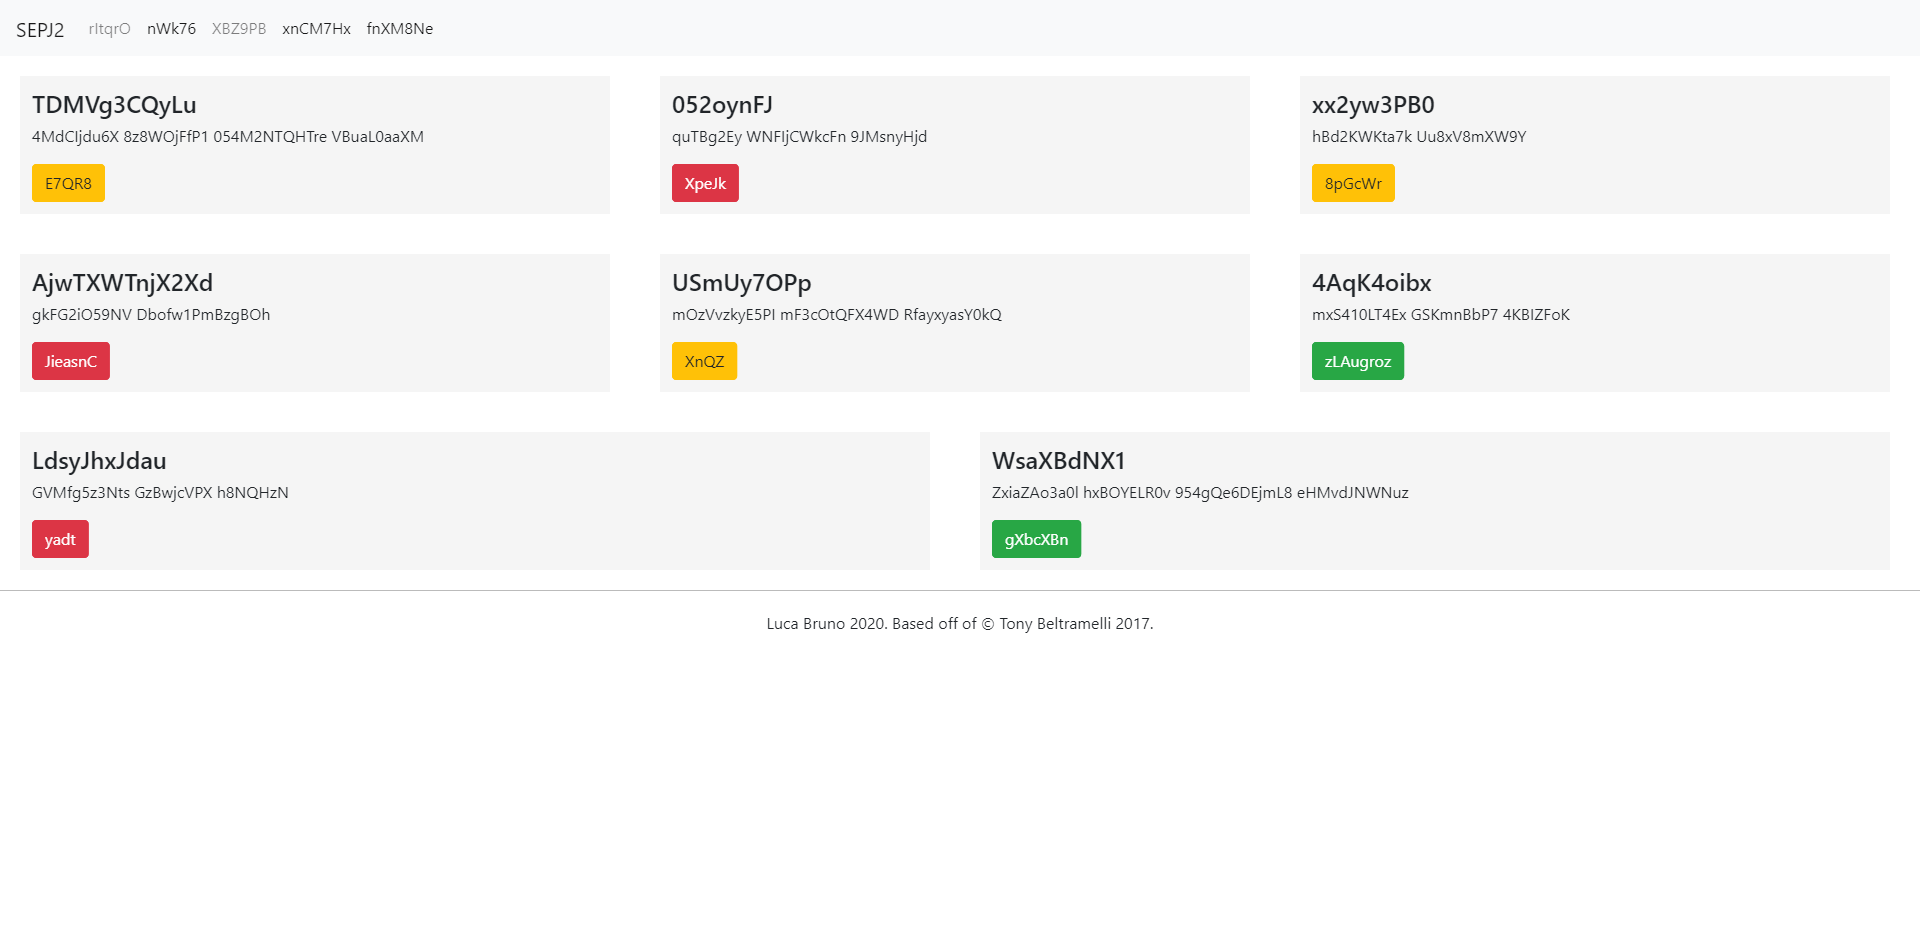 SEPJ2 rItqrO nWk76 XBZ9PB xnCM7Hx fnXM8Ne
TDMVg3CQyLu
4MdCIjdu6X 8z8WOjFfP1 054M2NTQHTre VBuaL0aaXM
E7QR8
052oynFJ
quTBg2Ey WNFIjCWkcFn 9JMsnyHjd
XpeJk
xx2yw3PB0
hBd2KWKta7k Uu8xV8mXW9Y
8pGcWr
AjwTXWTnjX2Xd
gkFG2iO59NV Dbofw1PmBzgBOh
JieasnC
USmUy7OPp
mOzVvzkyE5PI mF3cOtQFX4WD RfayxyasY0kQ
XnQZ
4AqK4oibx
mxS410LT4Ex GSKmnBbP7 4KBIZFoK
zLAugroz
LdsyJhxJdau
GVMfg5z3Nts GzBwjcVPX h8NQHzN
yadt
WsaXBdNX1
ZxiaZAo3a0l hxBOYELR0v 954gQe6DEjmL8 eHMvdJNWNuz
gXbcXBn
Luca Bruno 2020. Based off of © Tony Beltramelli 2017.